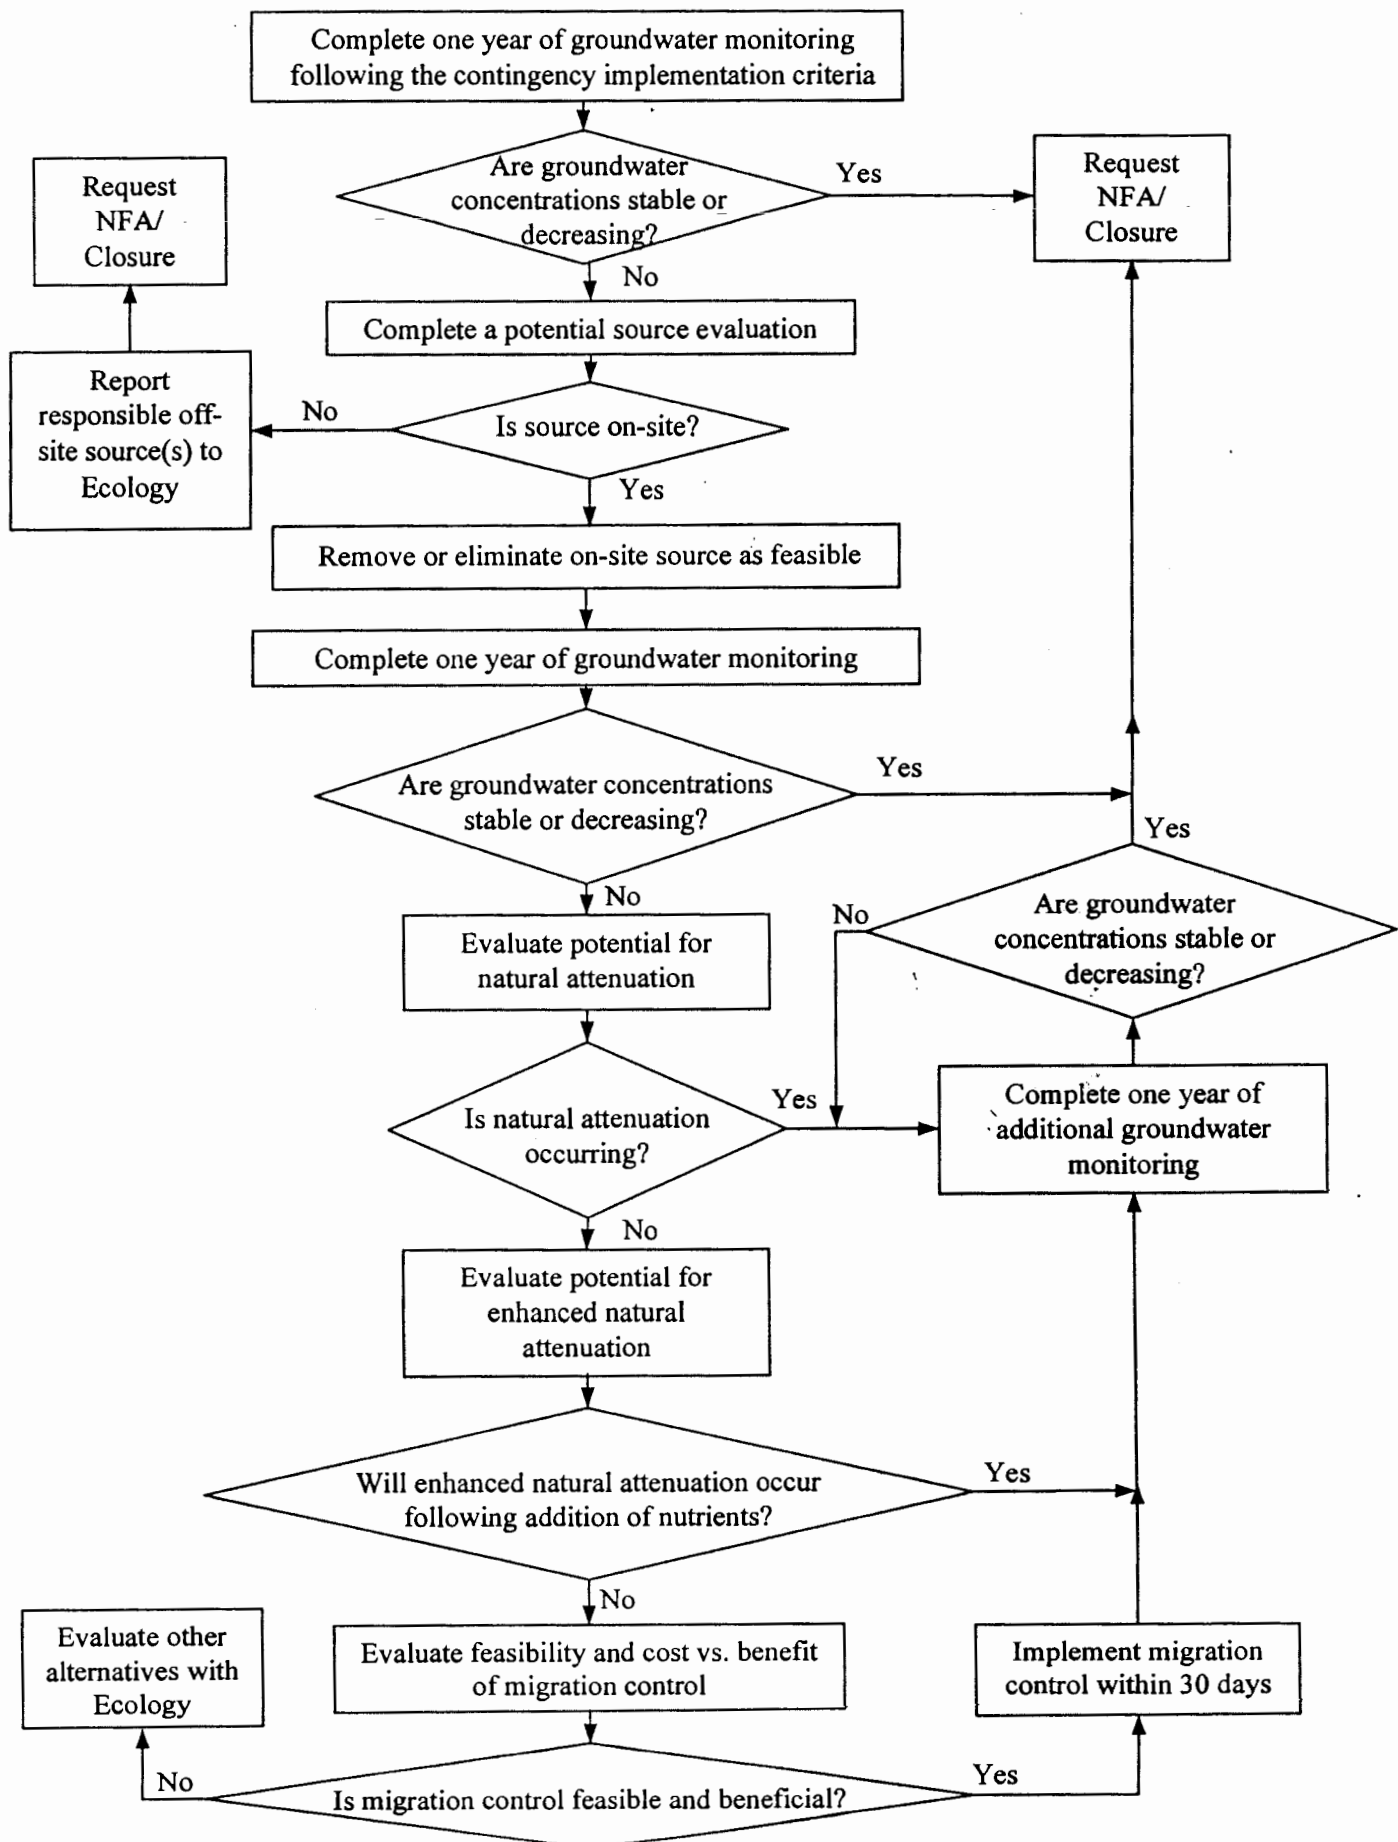 Complete one year of groundwater monitoring
following the contingency implementation criteria
Are groundwater
concentrations stable or
decreasing?
Yes
Request
NFA/
Closure
Request
NFA/
Closure
No
Complete a potential source evaluation
Report
responsible off-
site source(s) to
Ecology
No
Is source on-site?
Yes
Remove or eliminate on-site source as feasible
Complete one year of groundwater monitoring
Are groundwater concentrations
stable or decreasing?
Yes
Yes
No
Are groundwater
concentrations stable or
decreasing?
No
Evaluate potential for
natural attenuation
Is natural attenuation
occurring?
Yes
Complete one year of
additional groundwater
monitoring
No
Evaluate potential for
enhanced natural
attenuation
Will enhanced natural attenuation occur
following addition of nutrients?
Yes
No
Evaluate other
alternatives with
Ecology
Evaluate feasibility and cost vs. benefit
of migration control
Implement migration
control within 30 days
No
Is migration control feasible and beneficial?
Yes